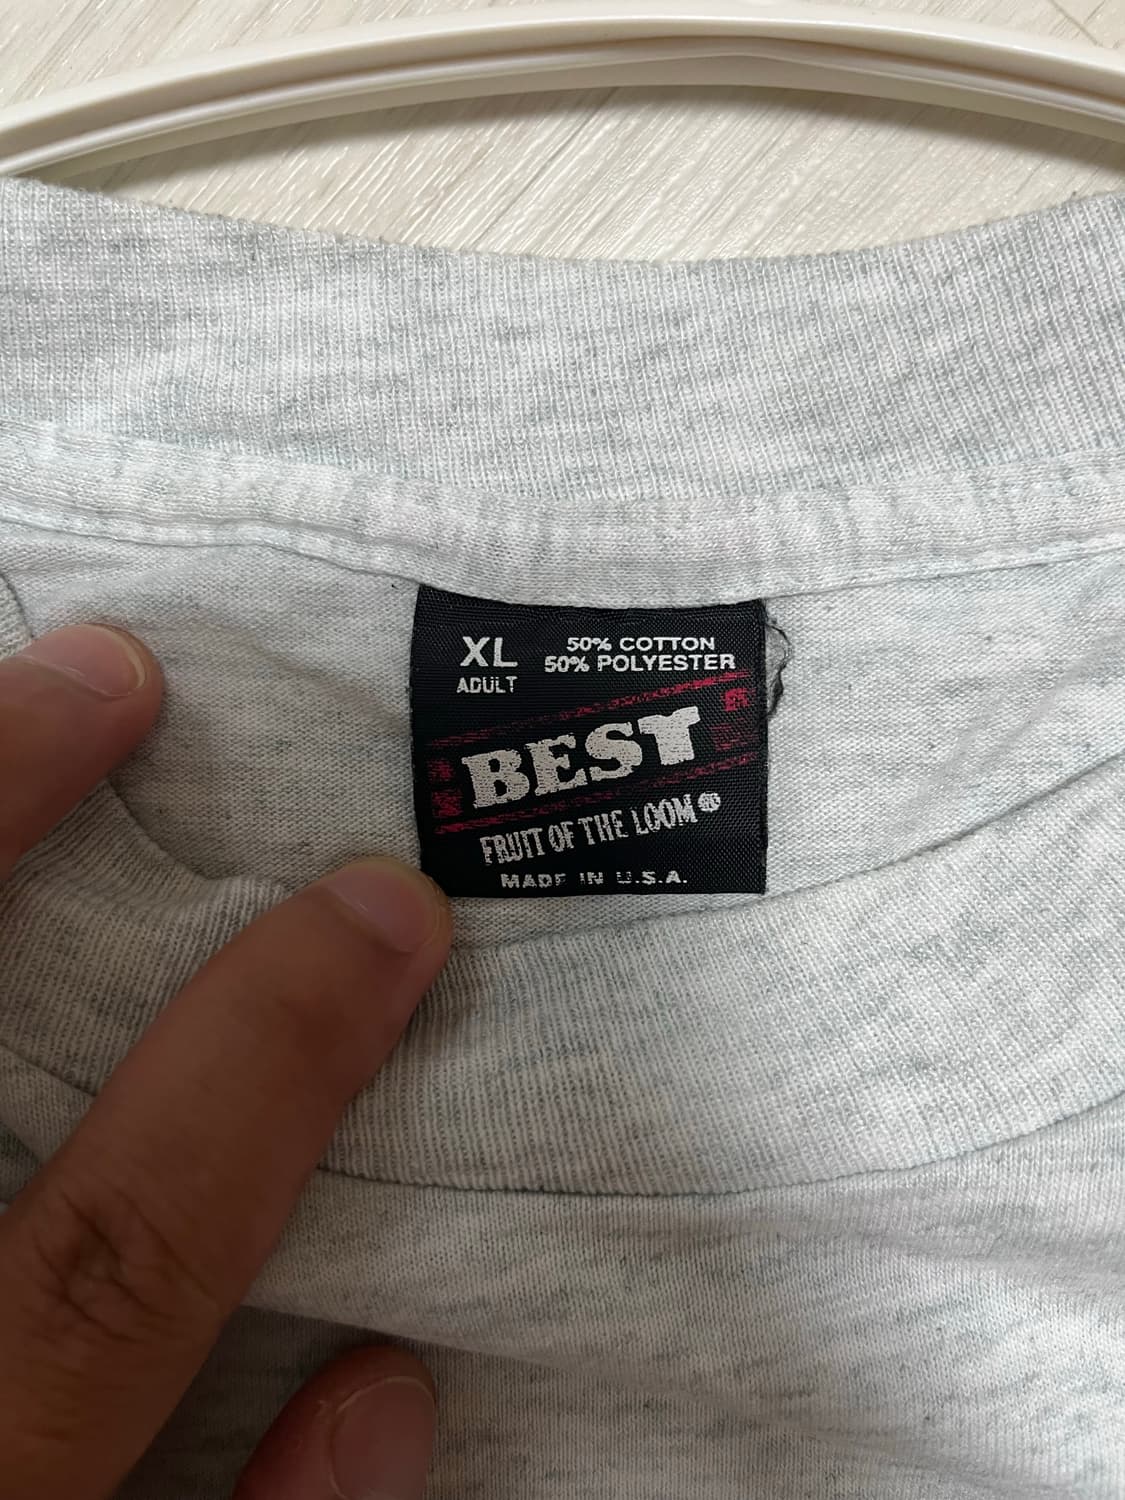 XL
ADULT
50% COTTON
50% POLYESTER
BEST
FRUIT OF THE LOOM®
MADE IN U.S.A.